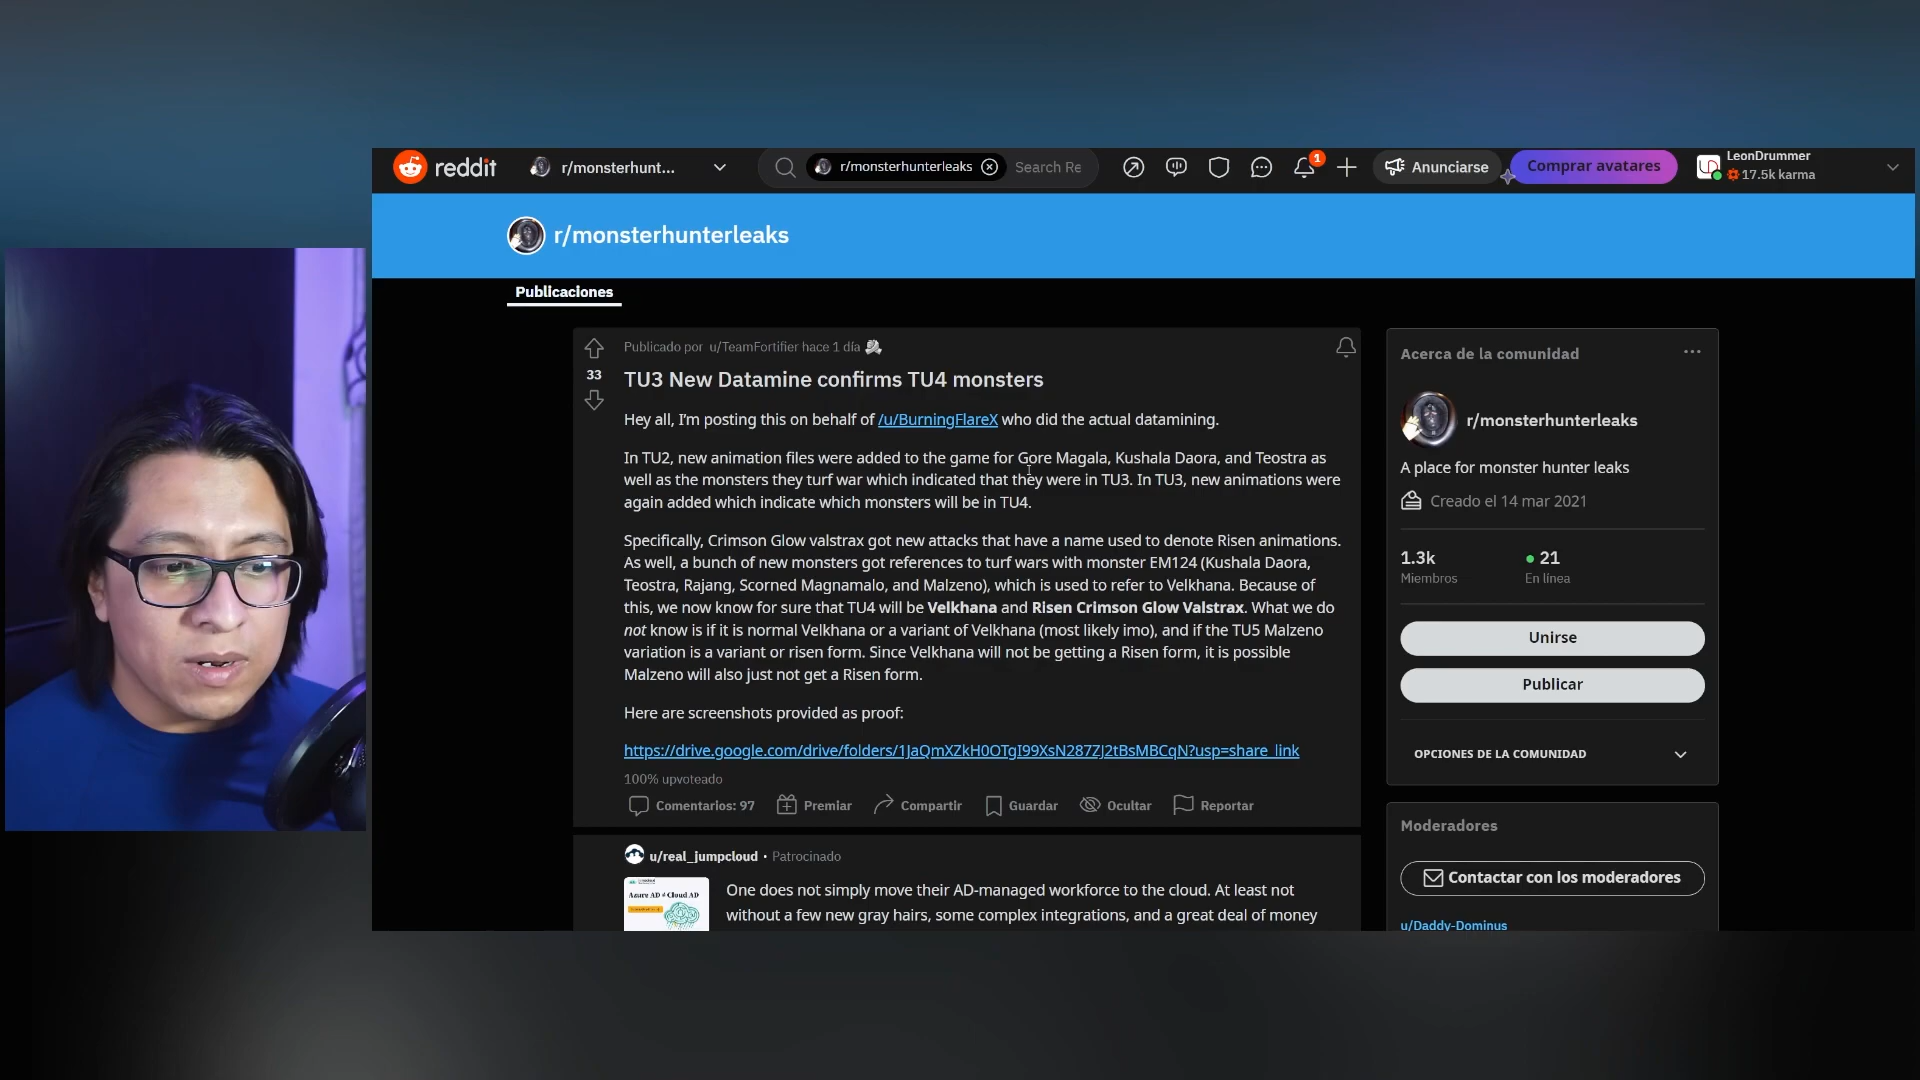 reddit
r/monsterhunt...
r/monsterhunterleaks
Search Re
1
Anunciarse
Comprar avatares
LeonDrummer
17.5k karma
r/monsterhunterleaks
Publicaciones
Publicado por u/TeamFortifier hace 1 día
33
TU3 New Datamine confirms TU4 monsters
Hey all, I'm posting this on behalf of /u/BurningFlareX who did the actual datamining.
In TU2, new animation files were added to the game for Gore Magala, Kushala Daora, and Teostra as
well as the monsters they turf war which indicated that they were in TU3. In TU3, new animations were
again added which indicate which monsters will be in TU4.
Specifically, Crimson Glow valstrax got new attacks that have a name used to denote Risen animations.
As well, a bunch of new monsters got references to turf wars with monster EM124 (Kushala Daora,
Teostra, Rajang, Scorned Magnamalo, and Malzeno), which is used to refer to Velkhana. Because of
this, we now know for sure that TU4 will be Velkhana and Risen Crimson Glow Valstrax. What we do
not know is if it is normal Velkhana or a variant of Velkhana (most likely imo), and if the TU5 Malzeno
variation is a variant or risen form. Since Velkhana will not be getting a Risen form, it is possible
Malzeno will also just not get a Risen form.
Here are screenshots provided as proof:
https://drive.google.com/drive/folders/1JaQmXZkH0OTgI99XsN287ZJ2tBsMBCqN?usp=share_link
100% upvoteado
Comentarios: 97
Premiar
Compartir
Guardar
Ocultar
Reportar
u/real_jumpcloud • Patrocinado
Azure AD ≠ Cloud AD
One does not simply move their AD-managed workforce to the cloud. At least not
without a few new gray hairs, some complex integrations, and a great deal of money
Acerca de la comunidad
r/monsterhunterleaks
A place for monster hunter leaks
Creado el 14 mar 2021
1.3k
Miembros
21
En línea
Unirse
Publicar
OPCIONES DE LA COMUNIDAD
Moderadores
Contactar con los moderadores
u/Daddy-Dominus